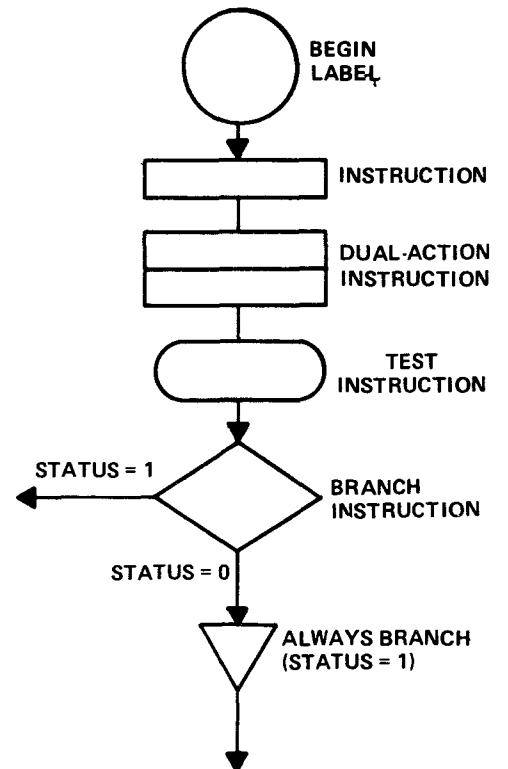 BEGIN
LABEL
INSTRUCTION
DUAL-ACTION
INSTRUCTION
TEST
INSTRUCTION
STATUS = 1
BRANCH
INSTRUCTION
STATUS = 0
ALWAYS BRANCH
(STATUS = 1)